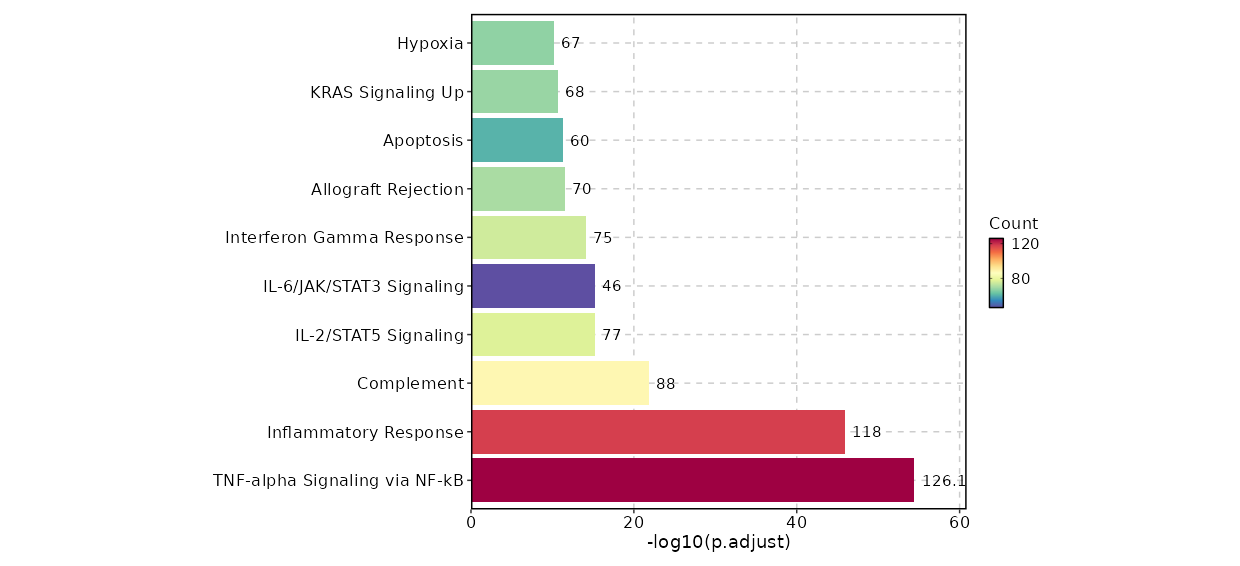 Hypoxia 67
KRAS Signaling Up 68
Apoptosis 60
Allograft Rejection 70
Interferon Gamma Response 75
IL-6/JAK/STAT3 Signaling 46
IL-2/STAT5 Signaling 77
Complement 88
Inflammatory Response 118
TNF-alpha Signaling via NF-kB 126.1
0 20 40 60
-log10(p.adjust)
Count
120
80